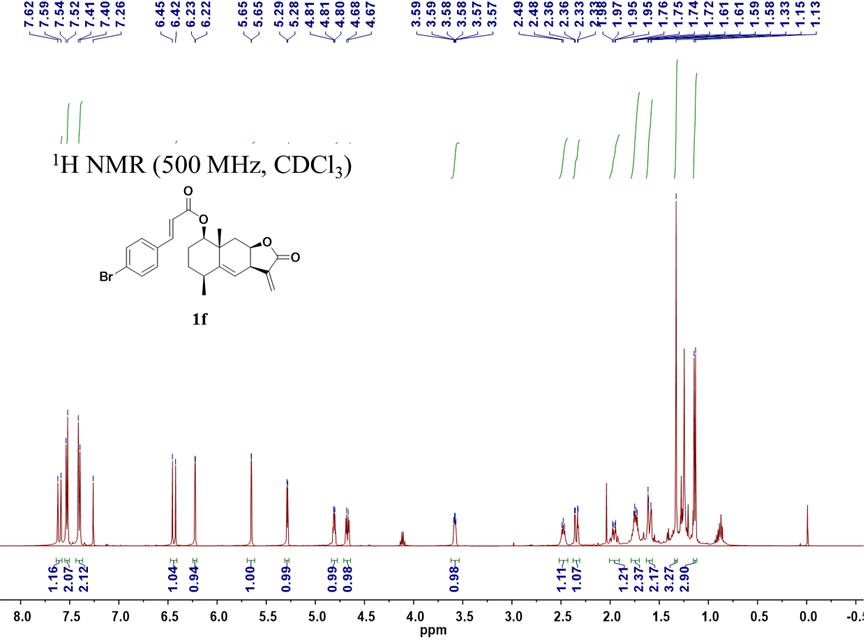 7.62 7.59 7.54 7.52 7.41 7.40 7.26 6.45 6.42 6.23 6.22 5.65 5.65 5.29 5.28 4.81 4.81 4.80 4.68 4.67 3.59 3.59 3.58 3.58 3.57 3.57 2.49 2.48 2.36 2.36 2.33 2.33 1.98 1.97 1.95 1.95 1.76 1.75 1.74 1.72 1.61 1.61 1.59 1.58 1.33 1.15 1.13
¹H NMR (500 MHz, CDCl₃)
O
O
O
O
Br
1f
1.16 2.07 2.12 1.04 0.94 1.00 0.99 0.99 0.98 0.98 1.11 1.07 1.21 2.37 2.17 3.27 2.90
8.0 7.5 7.0 6.5 6.0 5.5 5.0 4.5 4.0 3.5 3.0 2.5 2.0 1.5 1.0 0.5 0.0
ppm